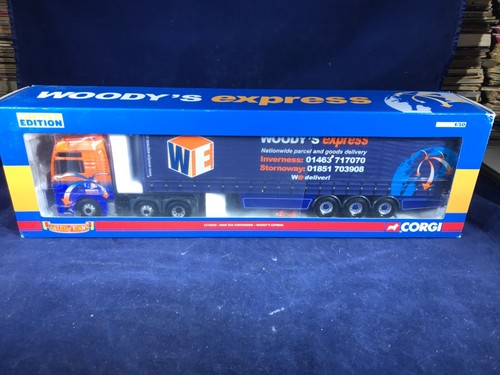 WOODY'S express
EDITION
WOODY'S express
Nationwide parcel and goods delivery
Inverness: 01463 717070
Stornoway: 01851 703908
We deliver!
WE
CORGI